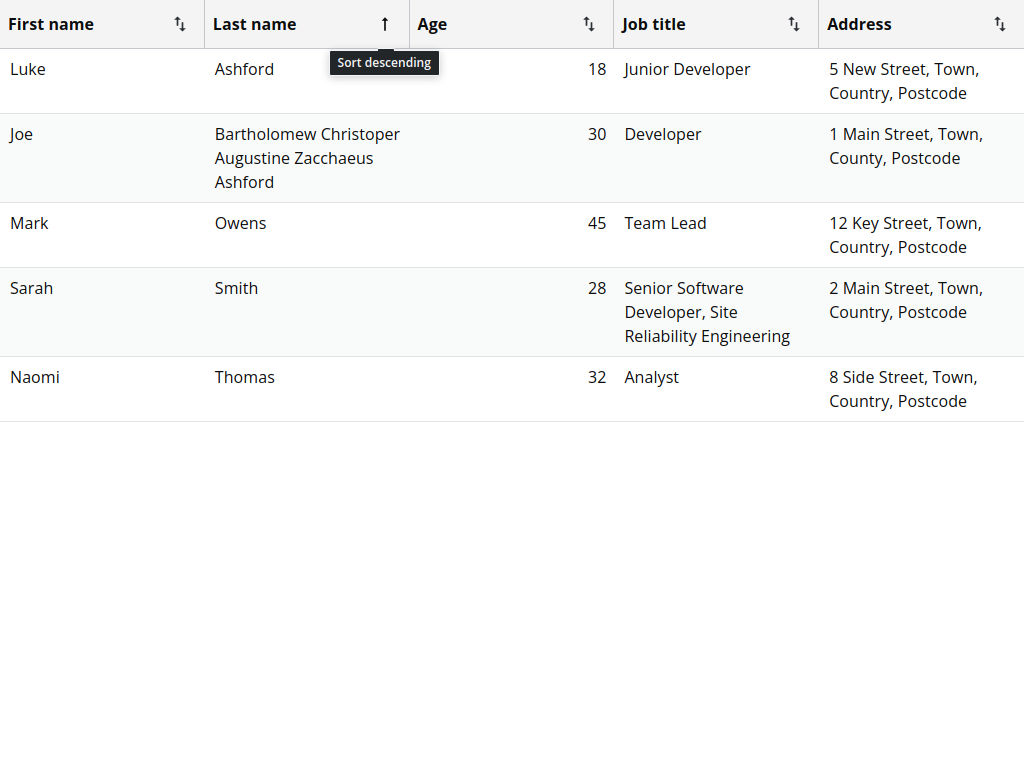 First name Last name Age Job title Address
Sort descending
Luke Ashford 18 Junior Developer 5 New Street, Town,
Country, Postcode
Joe Bartholomew Christoper 30 Developer 1 Main Street, Town,
Augustine Zacchaeus County, Postcode
Ashford
Mark Owens 45 Team Lead 12 Key Street, Town,
Country, Postcode
Sarah Smith 28 Senior Software 2 Main Street, Town,
Developer, Site Country, Postcode
Reliability Engineering
Naomi Thomas 32 Analyst 8 Side Street, Town,
Country, Postcode